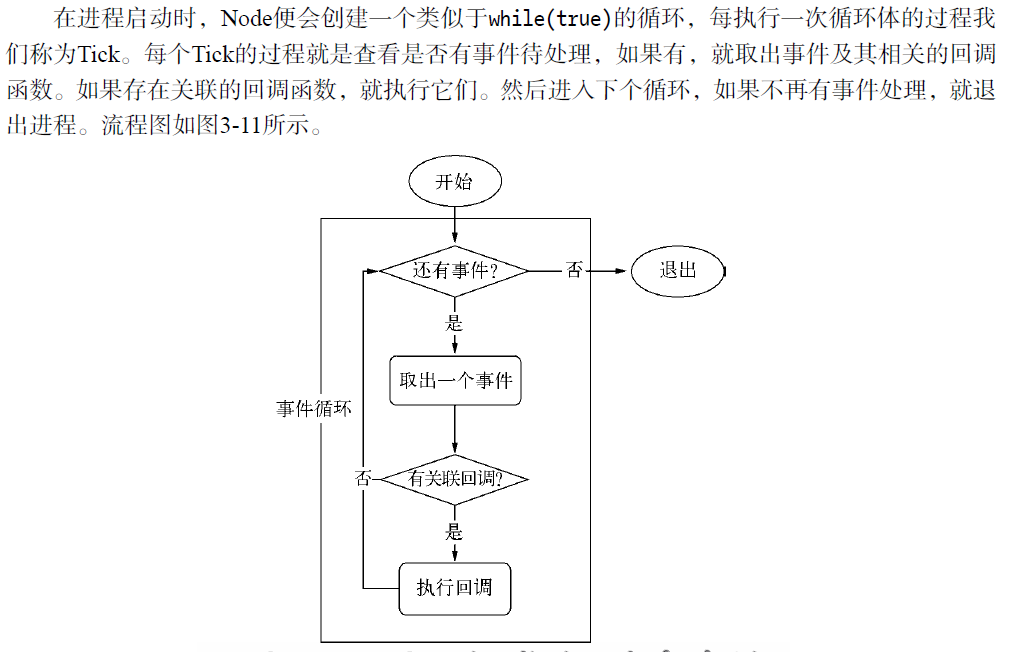 在进程启动时，Node便会创建一个类似于while(true)的循环，每执行一次循环体的过程我
们称为Tick。每个Tick的过程就是查看是否有事件待处理，如果有，就取出事件及其相关的回调
函数。如果存在关联的回调函数，就执行它们。然后进入下个循环，如果不再有事件处理，就退
出进程。流程图如图3-11所示。
开始
还有事件?
否
退出
是
取出一个事件
事件循环
否
有关联回调?
是
执行回调